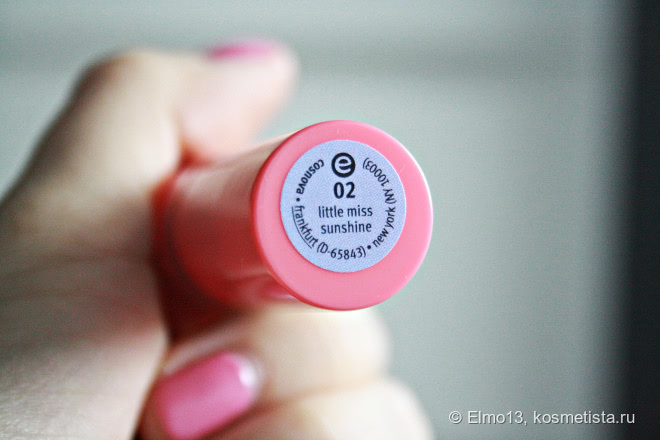 e
02
little miss
sunshine
cosnova • frankfurt (D-65843) • new york (NY 10003)
© Elmo13, kosmetista.ru